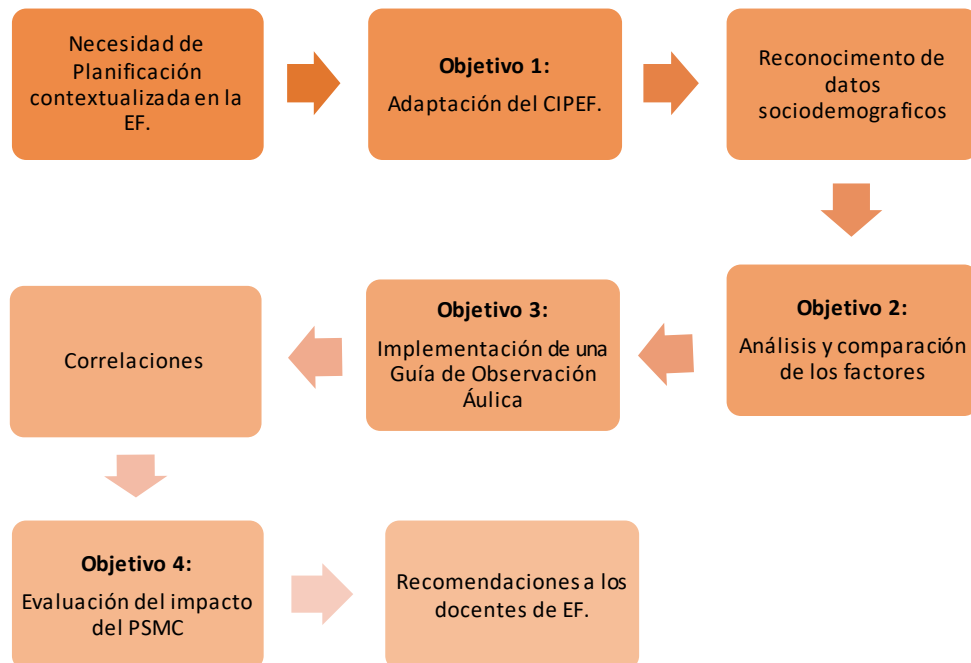 Necesidad de
Planificación
contextualizada en la
EF.
Objetivo 1:
Adaptación del CIPEF.
Reconocimento de
datos
sociodemograficos
Objetivo 2:
Análisis y comparación
de los factores
Objetivo 3:
Implementación de una
Guía de Observación
Áulica
Correlaciones
Objetivo 4:
Evaluación del impacto
del PSMC
Recomendaciones a los
docentes de EF.